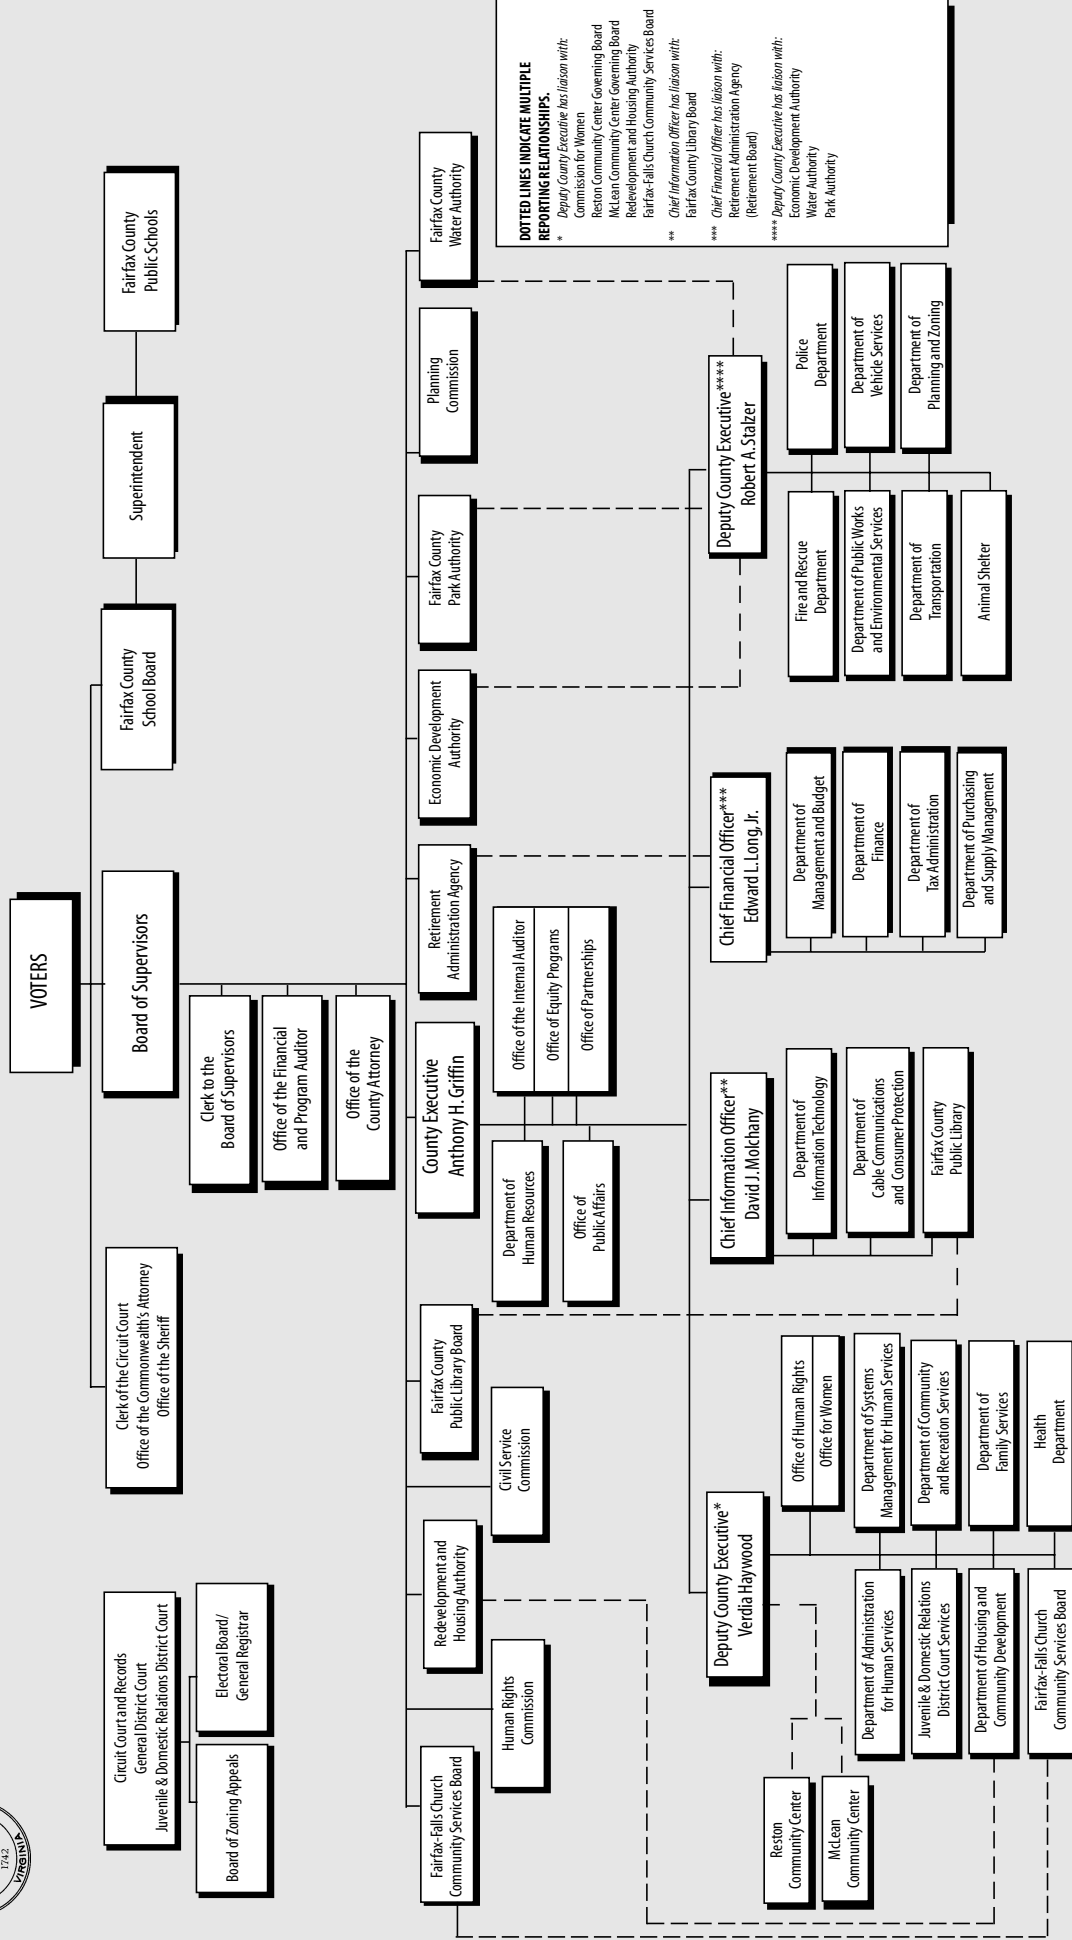 1742
VIRGINIA
VOTERS
Circuit Court and Records
General District Court
Juvenile & Domestic Relations District Court
Board of Zoning Appeals
Electoral Board/
General Registrar
Clerk of the Circuit Court
Office of the Commonwealth's Attorney
Office of the Sheriff
Board of Supervisors
Fairfax County
School Board
Superintendent
Fairfax County
Public Schools
Clerk to the
Board of Supervisors
Office of the Financial
and Program Auditor
Office of the
County Attorney
Fairfax-Falls Church
Community Services Board
Human Rights
Commission
Redevelopment and
Housing Authority
Civil Service
Commission
Fairfax County
Public Library Board
County Executive
Anthony H. Griffin
Retirement
Administration Agency
Economic Development
Authority
Fairfax County
Park Authority
Planning
Commission
Fairfax County
Water Authority
Department of
Human Resources
Office of
Public Affairs
Office of the Internal Auditor
Office of Equity Programs
Office of Partnerships
DOTTED LINES INDICATE MULTIPLE
REPORTING RELATIONSHIPS.
* Deputy County Executive has liaison with:
Commission for Women
Reston Community Center Governing Board
McLean Community Center Governing Board
Redevelopment and Housing Authority
Fairfax-Falls Church Community Services Board
** Chief Information Officer has liaison with:
Fairfax County Library Board
*** Chief Financial Officer has liaison with:
Retirement Administration Agency
(Retirement Board)
**** Deputy County Executive has liaison with:
Economic Development Authority
Water Authority
Park Authority
Deputy County Executive*
Verdia Haywood
Reston
Community Center
McLean
Community Center
Office of Human Rights
Office for Women
Department of Administration
for Human Services
Department of Systems
Management for Human Services
Juvenile & Domestic Relations
District Court Services
Department of Community
and Recreation Services
Department of Housing and
Community Development
Department of
Family Services
Fairfax-Falls Church
Community Services Board
Health
Department
Chief Information Officer**
David J. Molchany
Department of
Information Technology
Department of
Cable Communications
and Consumer Protection
Fairfax County
Public Library
Chief Financial Officer***
Edward L. Long, Jr.
Department of
Management and Budget
Department of
Finance
Department of
Tax Administration
Department of Purchasing
and Supply Management
Deputy County Executive****
Robert A. Stalzer
Fire and Rescue
Department
Police
Department
Department of Public Works
and Environmental Services
Department of
Vehicle Services
Department of
Transportation
Department of
Planning and Zoning
Animal Shelter